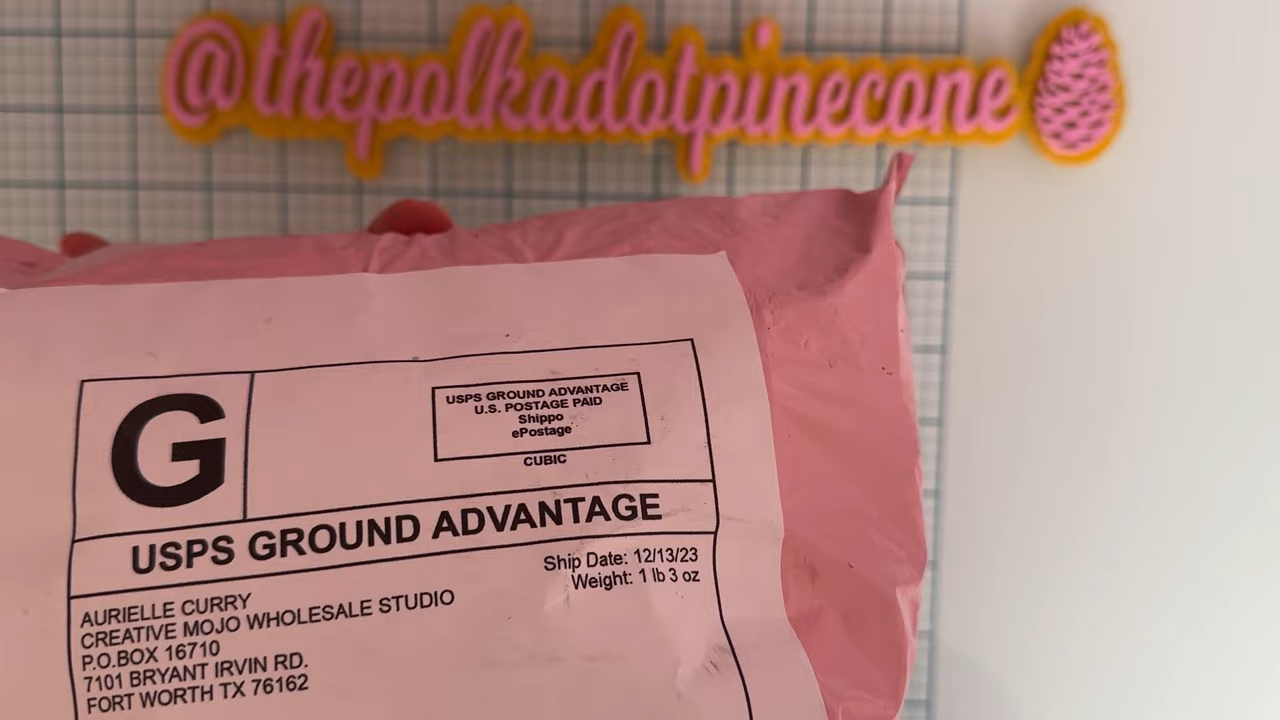 @thepolkadotpinecone
G
USPS GROUND ADVANTAGE
U.S. POSTAGE PAID
Shippo
ePostage
CUBIC
USPS GROUND ADVANTAGE
Ship Date: 12/13/23
Weight: 1 lb 3 oz
AURIELLE CURRY
CREATIVE MOJO WHOLESALE STUDIO
P.O.BOX 16710
7101 BRYANT IRVIN RD.
FORT WORTH TX 76162